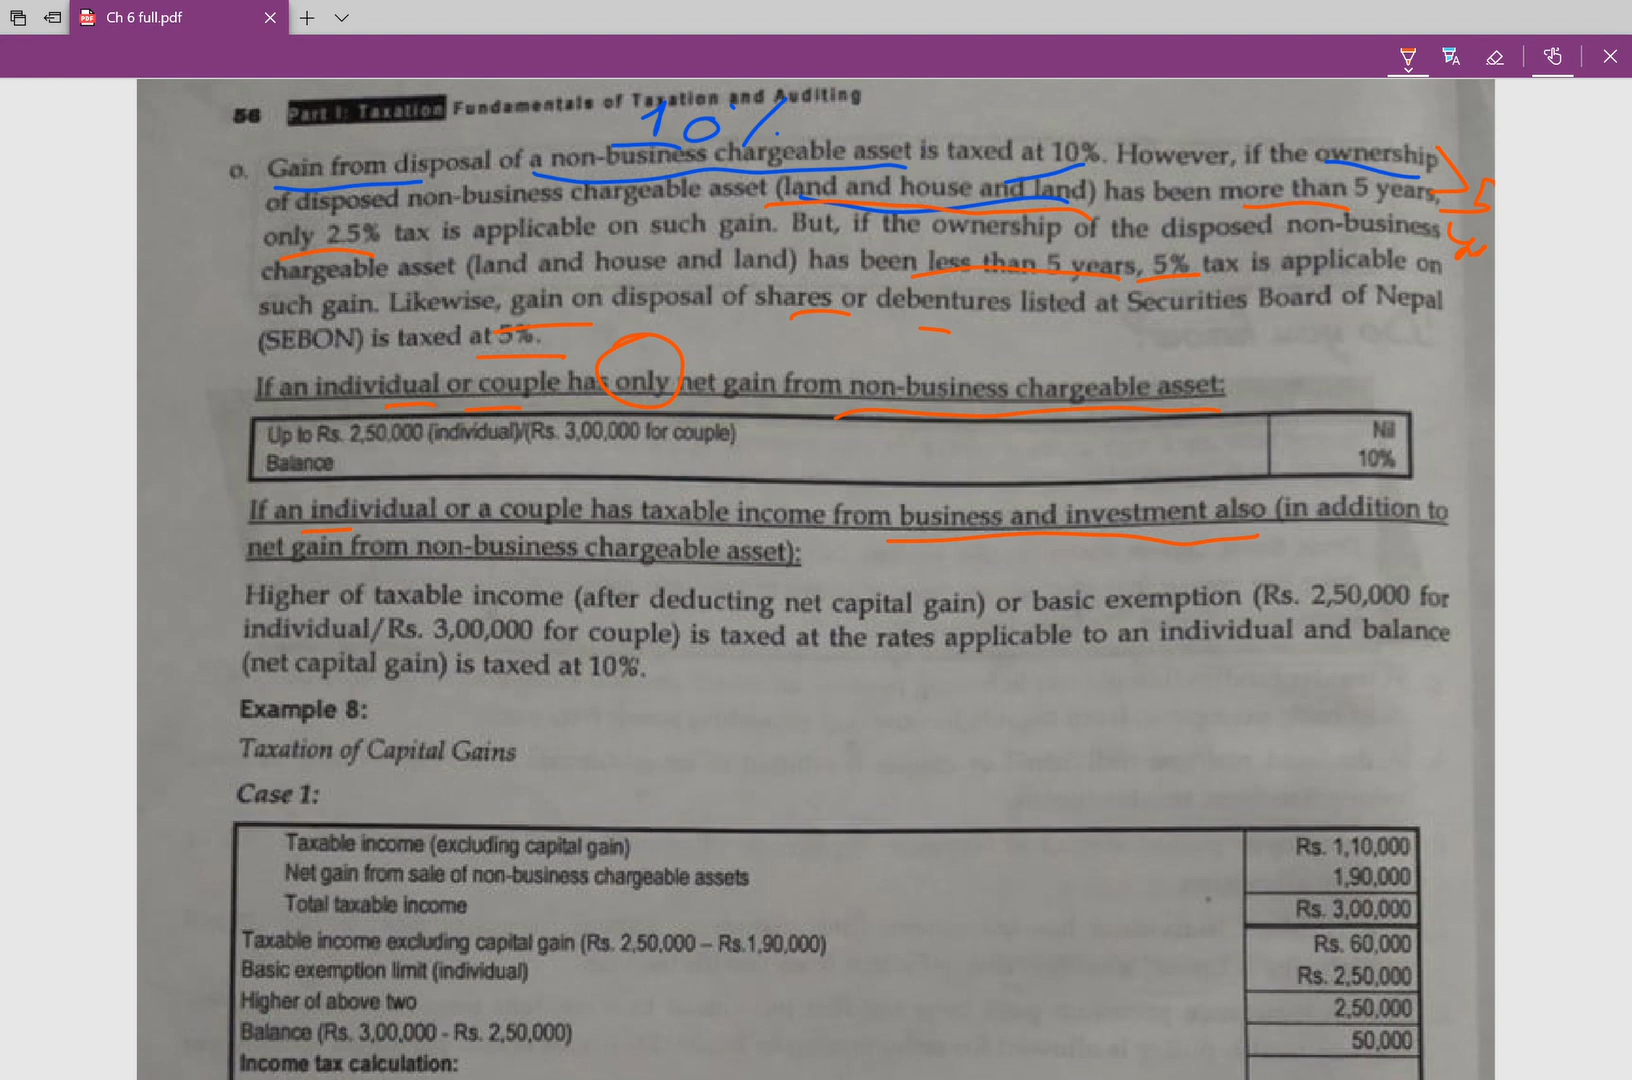 Ch 6 full.pdf
56 Part I: Taxation Fundamentals of Taxation and Auditing
10%
o. Gain from disposal of a non-business chargeable asset is taxed at 10%. However, if the ownership
of disposed non-business chargeable asset (land and house and land) has been more than 5 years,
only 2.5% tax is applicable on such gain. But, if the ownership of the disposed non-business
chargeable asset (land and house and land) has been less than 5 years, 5% tax is applicable on
such gain. Likewise, gain on disposal of shares or debentures listed at Securities Board of Nepal
(SEBON) is taxed at 5%.
If an individual or couple has only net gain from non-business chargeable asset:
Up to Rs. 2,50,000 (individual)/(Rs. 3,00,000 for couple) Nil
Balance 10%
If an individual or a couple has taxable income from business and investment also (in addition to
net gain from non-business chargeable asset):
Higher of taxable income (after deducting net capital gain) or basic exemption (Rs. 2,50,000 for
individual/Rs. 3,00,000 for couple) is taxed at the rates applicable to an individual and balance
(net capital gain) is taxed at 10%.
Example 8:
Taxation of Capital Gains
Case 1:
Taxable income (excluding capital gain) Rs. 1,10,000
Net gain from sale of non-business chargeable assets 1,90,000
Total taxable income Rs. 3,00,000
Taxable income excluding capital gain (Rs. 2,50,000 – Rs.1,90,000) Rs. 60,000
Basic exemption limit (individual) Rs. 2,50,000
Higher of above two 2,50,000
Balance (Rs. 3,00,000 - Rs. 2,50,000) 50,000
Income tax calculation: